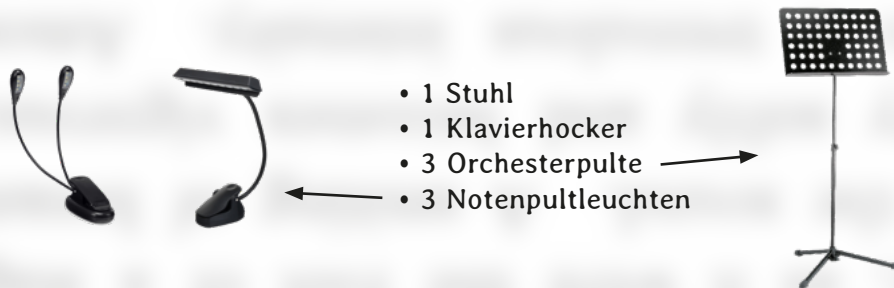 • 1 Stuhl
• 1 Klavierhocker
• 3 Orchesterpulte
• 3 Notenpultleuchten